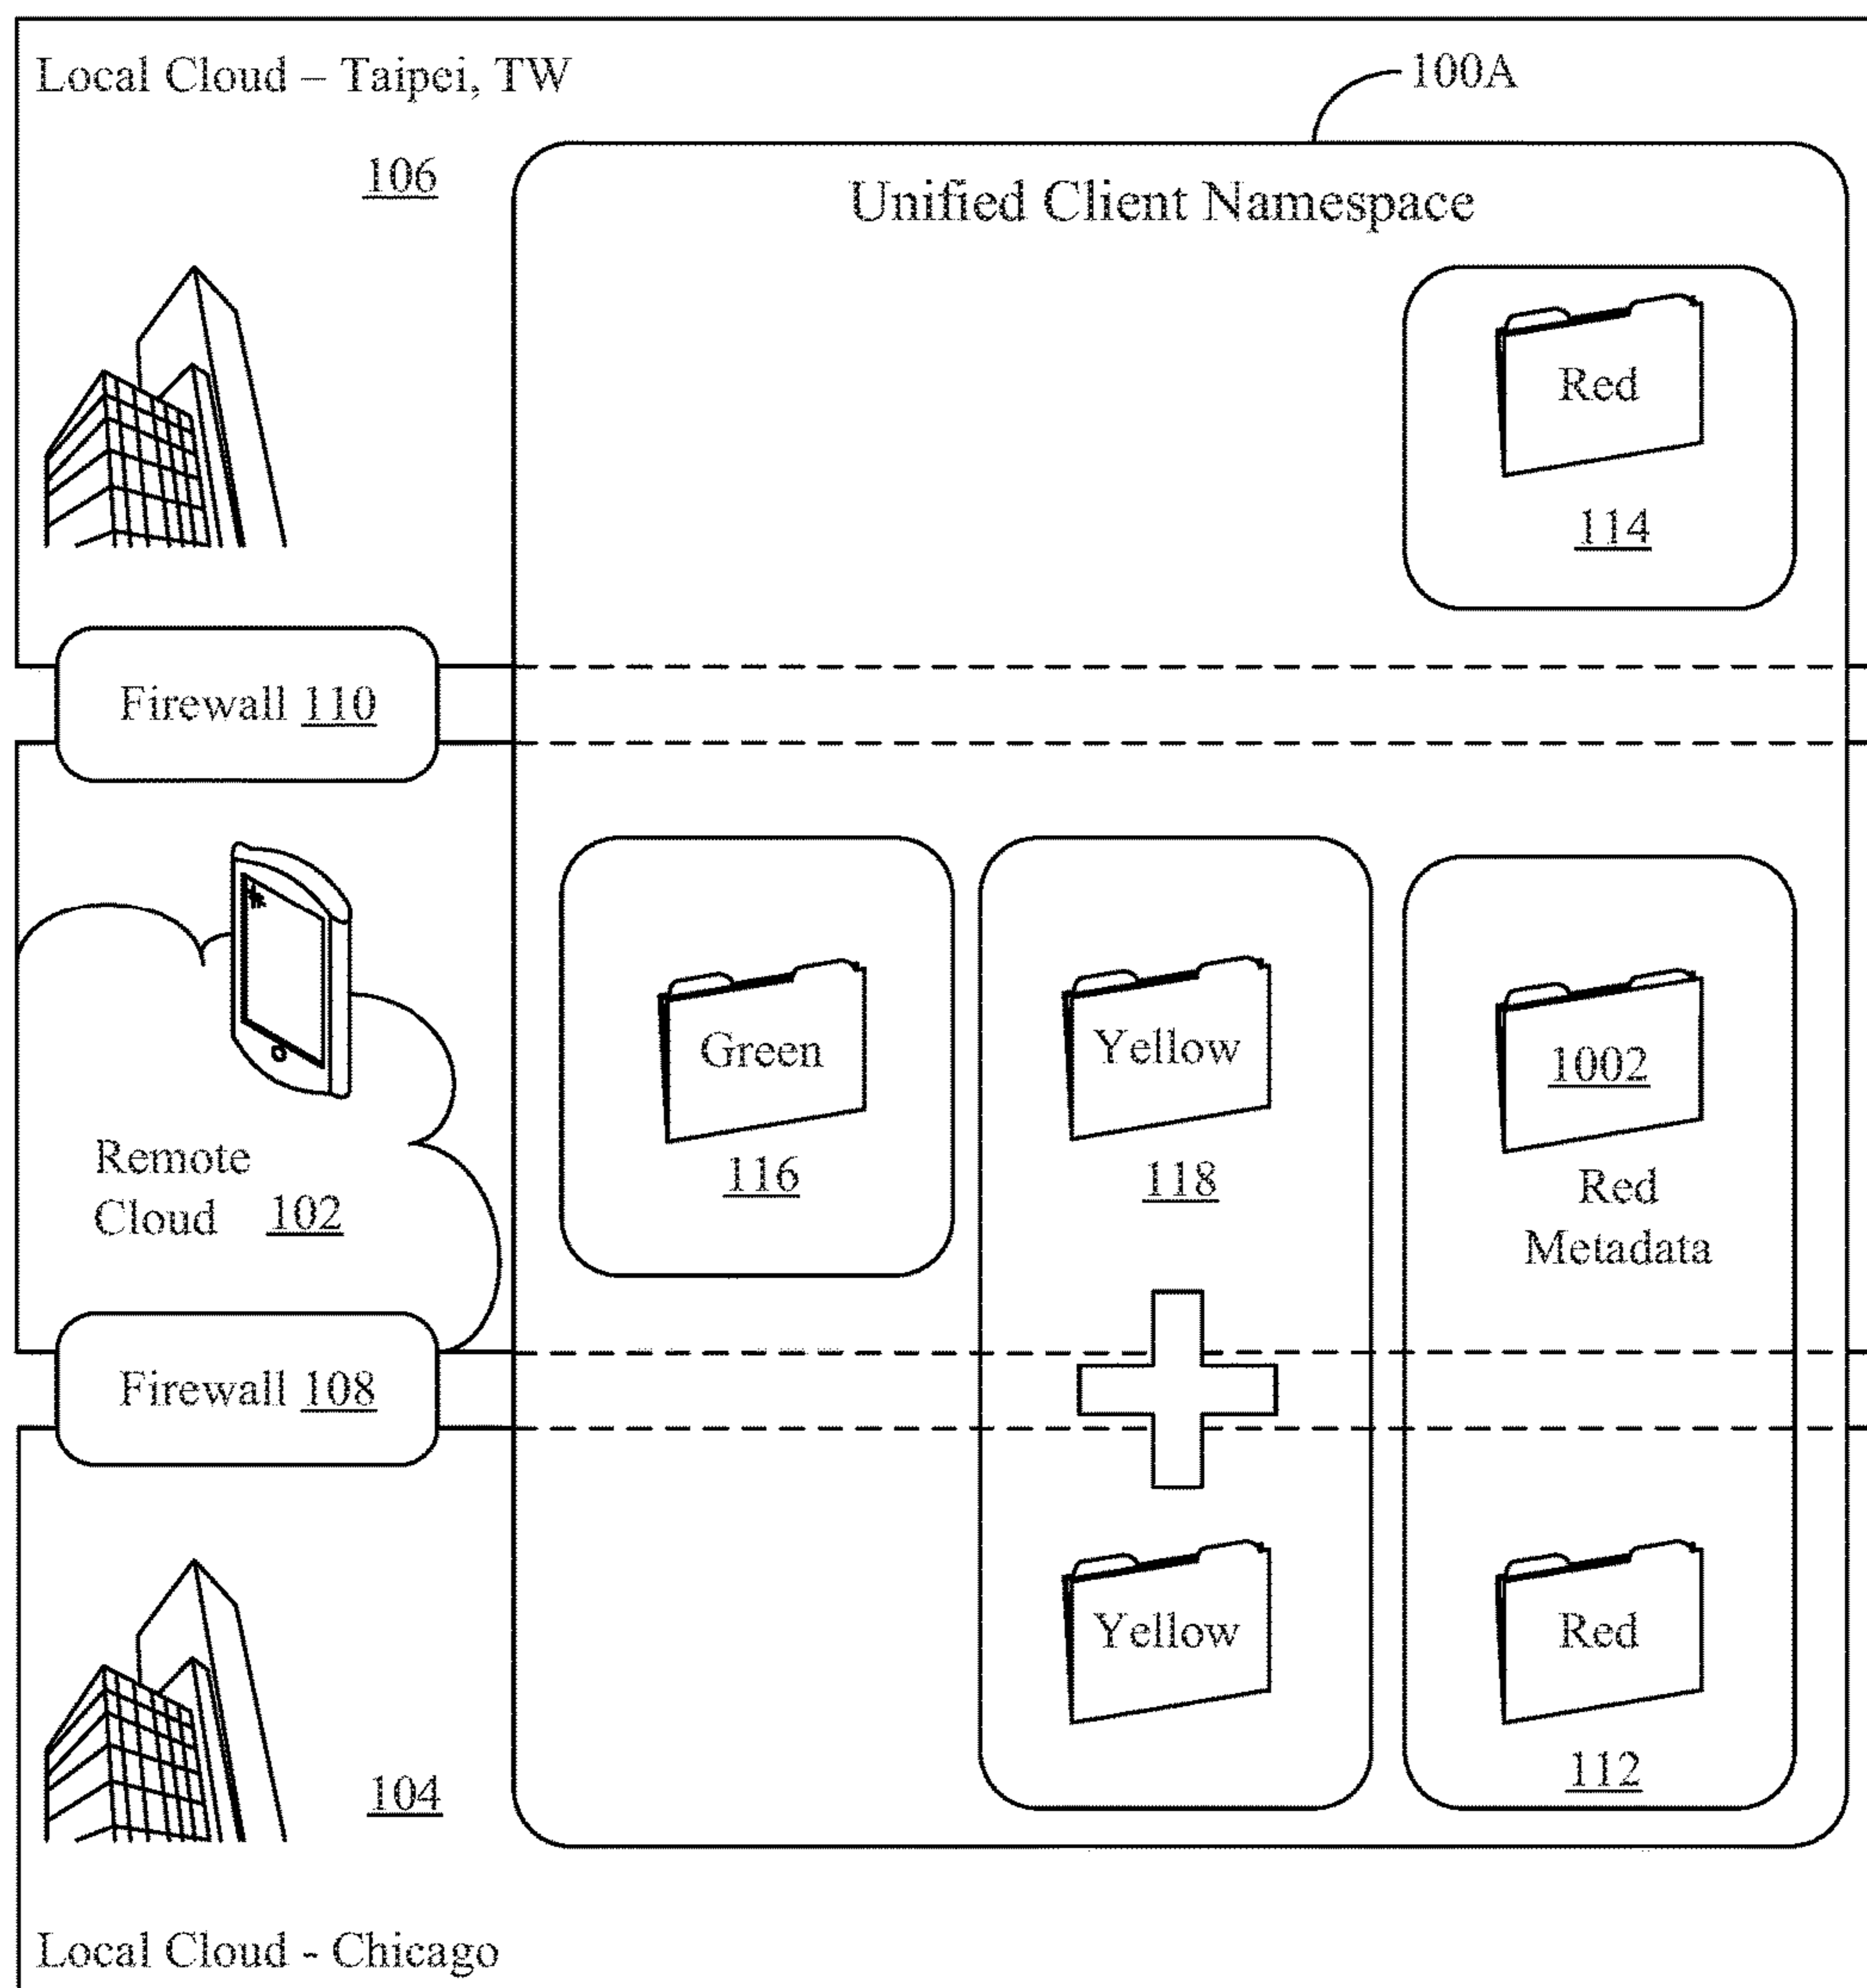 Local Cloud – Taipei, TW
100A
106
Unified Client Namespace
Red
114
Firewall 110
Green
116
Yellow
118
1002
Red
Metadata
Remote
Cloud 102
Firewall 108
Yellow
Red
112
104
Local Cloud - Chicago